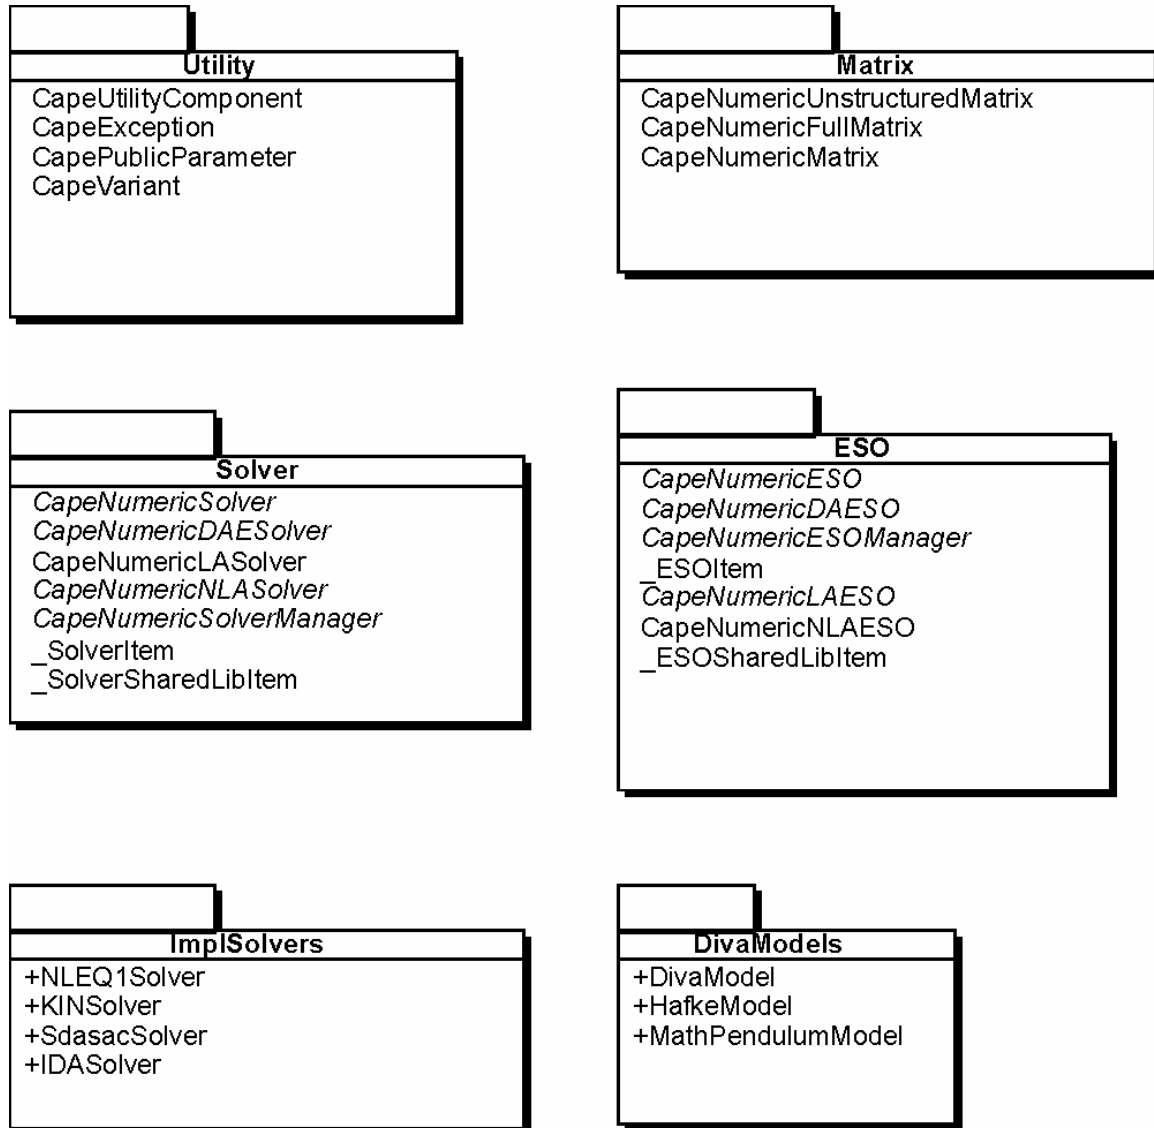 Utility
CapeUtilityComponent
CapeException
CapePublicParameter
CapeVariant
Matrix
CapeNumericUnstructuredMatrix
CapeNumericFullMatrix
CapeNumericMatrix
Solver
CapeNumericSolver
CapeNumericDAESolver
CapeNumericLASolver
CapeNumericNLASolver
CapeNumericSolverManager
_SolverItem
_SolverSharedLibItem
ESO
CapeNumericESO
CapeNumericDAESO
CapeNumericESOManager
_ESOItem
CapeNumericLAESO
CapeNumericNLAESO
_ESOSharedLibItem
ImplSolvers
+NLEQ1Solver
+KINSolver
+SdasacSolver
+IDASolver
DivaModels
+DivaModel
+HafkeModel
+MathPendulumModel